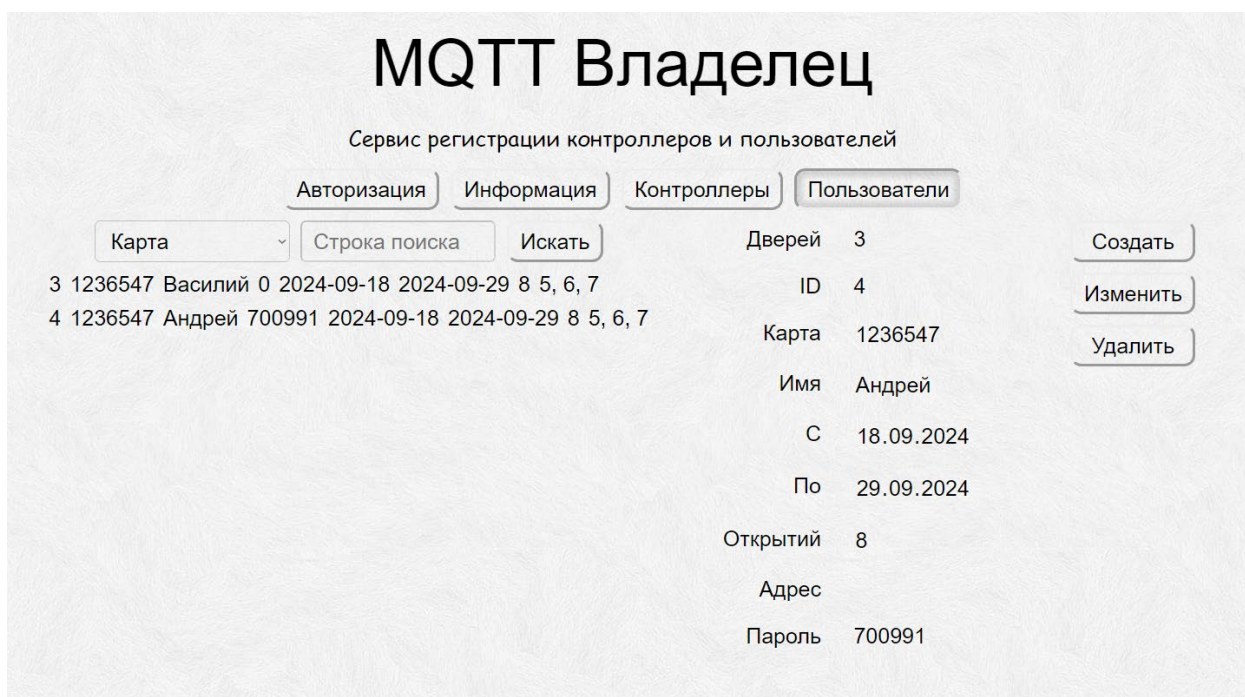 MQTT Владелец
Сервис регистрации контроллеров и пользователей
Авторизация Информация Контроллеры Пользователи
Карта Строка поиска Искать
3 1236547 Василий 0 2024-09-18 2024-09-29 8 5, 6, 7
4 1236547 Андрей 700991 2024-09-18 2024-09-29 8 5, 6, 7
Дверей 3
ID 4
Карта 1236547
Имя Андрей
С 18.09.2024
По 29.09.2024
Открытий 8
Адрес
Пароль 700991
Создать
Изменить
Удалить